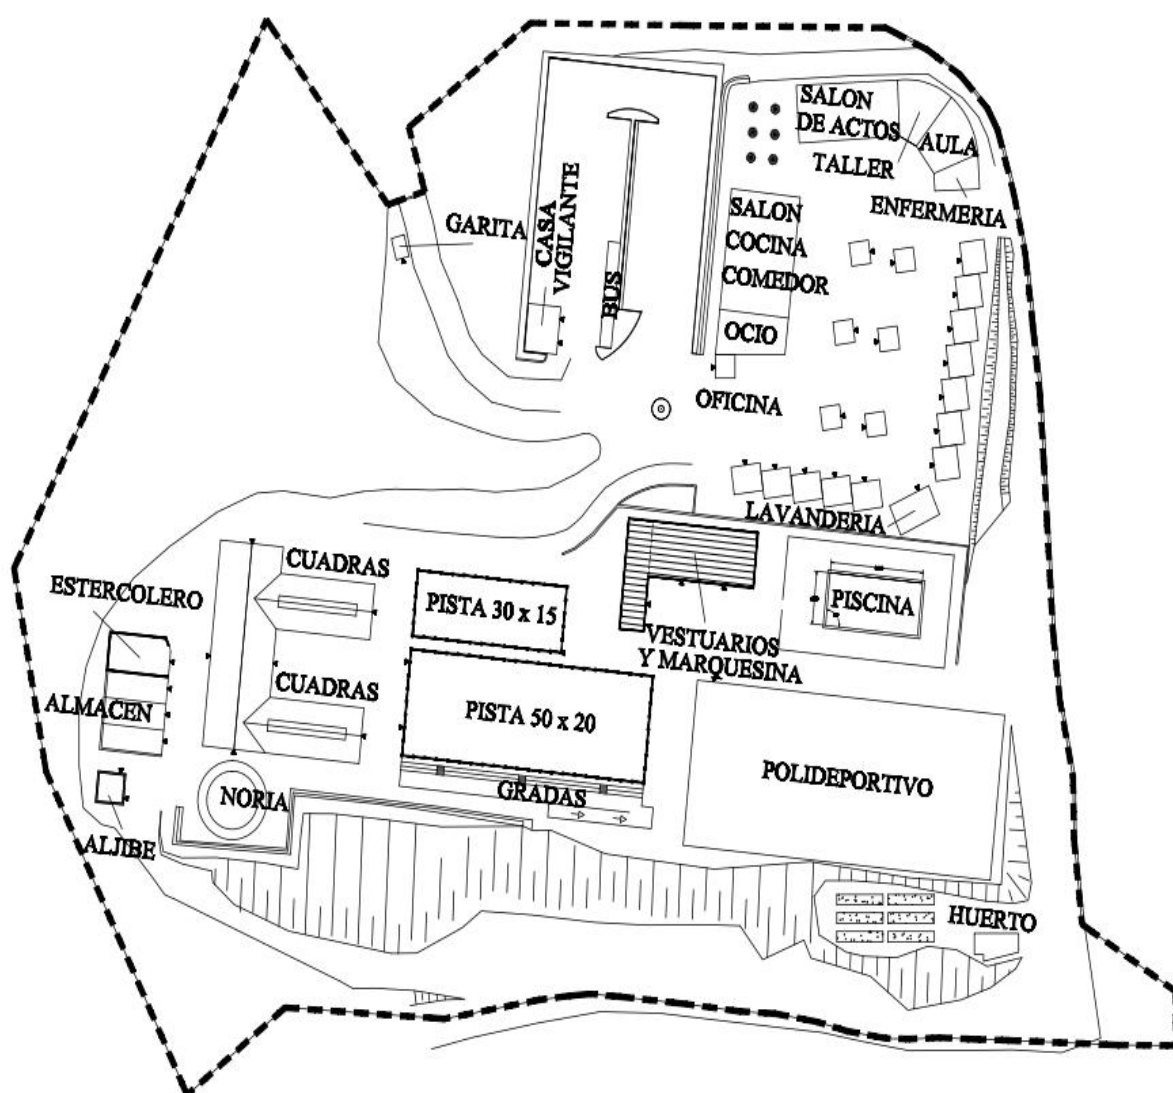 SALON
DE ACTOS
AULA
TALLER
ENFERMERIA
GARITA
CASA
VIGILANTE
BUS
SALON
COCINA
COMEDOR
OCIO
OFICINA
LAVANDERIA
CUADRAS
ESTERCOLERO
PISTA 30 x 15
PISCINA
VESTUARIOS
Y MARQUESINA
CUADRAS
ALMACEN
PISTA 50 x 20
POLIDEPORTIVO
NORIA
GRADAS
ALJIBE
HUERTO